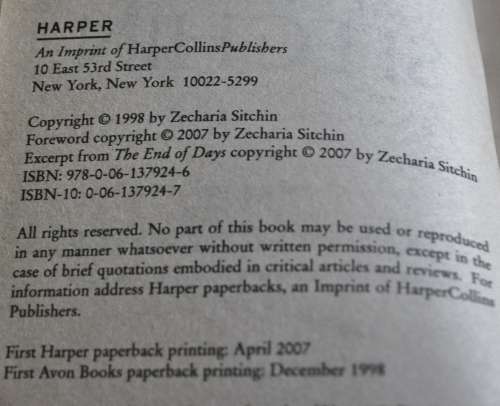 HARPER
An Imprint of HarperCollinsPublishers
10 East 53rd Street
New York, New York 10022-5299
Copyright © 1998 by Zecharia Sitchin
Foreword copyright © 2007 by Zecharia Sitchin
Excerpt from The End of Days copyright © 2007 by Zecharia Sitchin
ISBN: 978-0-06-137924-6
ISBN-10: 0-06-137924-7
All rights reserved. No part of this book may be used or reproduced
in any manner whatsoever without written permission, except in the
case of brief quotations embodied in critical articles and reviews. For
information address Harper paperbacks, an Imprint of HarperCollins
Publishers.
First Harper paperback printing: April 2007
First Avon Books paperback printing: December 1998